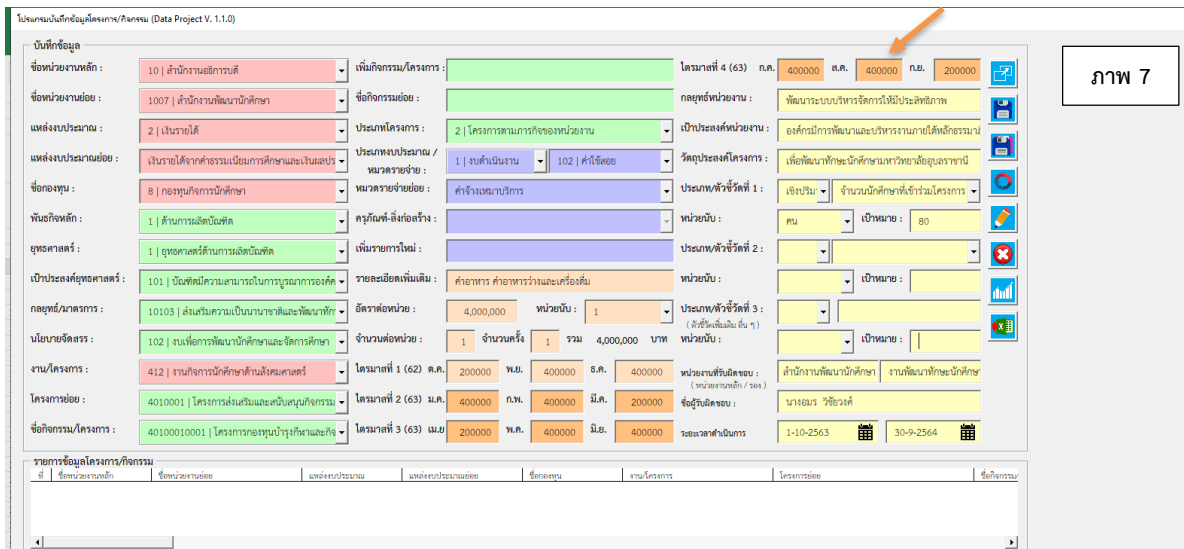 โปรแกรมบันทึกข้อมูลโครงการ/กิจกรรม (Data Project V. 1.1.0)
ภาพ 7
บันทึกข้อมูล
ชื่อหน่วยงานหลัก : 10 | สำนักงานอธิการบดี เพิ่มกิจกรรม/โครงการ : ไตรมาสที่ 4 (63) ก.ค. 400000 ส.ค. 400000 ก.ย. 200000
ชื่อหน่วยงานย่อย : 1007 | สำนักงานพัฒนานักศึกษา ชื่อกิจกรรมย่อย : กลยุทธ์หน่วยงาน : พัฒนาระบบบริหารจัดการให้มีประสิทธิภาพ
แหล่งงบประมาณ : 2 | เงินรายได้ ประเภทโครงการ : 2 | โครงการตามภารกิจของหน่วยงาน เป้าประสงค์หน่วยงาน : องค์กรมีการพัฒนาและบริหารงานภายใต้หลักธรรมาภ
แหล่งงบประมาณย่อย : เงินรายได้จากค่าธรรมเนียมการศึกษาและเงินผลปร ประเภทงบประมาณ / หมวดรายจ่าย : 1 | งบดำเนินงาน 102 | ค่าใช้สอย วัตถุประสงค์โครงการ : เพื่อพัฒนาทักษะนักศึกษามหาวิทยาลัยอุบลราชธานี
ชื่อกองทุน : 8 | กองทุนกิจการนักศึกษา หมวดรายจ่ายย่อย : ค่าจ้างเหมาบริการ ประเภท/ตัวชี้วัดที่ 1 : เชิงปริม จำนวนนักศึกษาที่เข้าร่วมโครงการ
พันธกิจหลัก : 1 | ด้านการผลิตบัณฑิต ครุภัณฑ์-สิ่งก่อสร้าง : หน่วยนับ : คน เป้าหมาย : 80
ยุทธศาสตร์ : 1 | ยุทธศาสตร์ด้านการผลิตบัณฑิต เพิ่มรายการใหม่ : ประเภท/ตัวชี้วัดที่ 2 :
เป้าประสงค์ยุทธศาสตร์ : 101 | บัณฑิตมีความสามารถในการบูรณาการองค์ค รายละเอียดเพิ่มเติม : ค่าอาหาร ค่าอาหารว่างและเครื่องดื่ม หน่วยนับ : เป้าหมาย :
กลยุทธ์/มาตรการ : 10103 | ส่งเสริมความเป็นนานาชาติและพัฒนาทัก อัตราต่อหน่วย : 4,000,000 หน่วยนับ : 1 ประเภท/ตัวชี้วัดที่ 3 :
( ตัวชี้วัดเพิ่มเติม อื่น ๆ )
นโยบายจัดสรร : 102 | งบเพื่อการพัฒนานักศึกษาและจัดการศึกษา จำนวนต่อหน่วย : 1 จำนวนครั้ง 1 รวม 4,000,000 บาท หน่วยนับ : เป้าหมาย :
งาน/โครงการ : 412 | งานกิจการนักศึกษาด้านสังคมศาสตร์ ไตรมาสที่ 1 (62) ต.ค. 200000 พ.ย. 400000 ธ.ค. 400000 หน่วยงานที่รับผิดชอบ : สำนักงานพัฒนานักศึกษา งานพัฒนาทักษะนักศึกษ
( หน่วยงานหลัก / รอง )
โครงการย่อย : 4010001 | โครงการส่งเสริมและสนับสนุนกิจกรรม ไตรมาสที่ 2 (63) ม.ค. 400000 ก.พ. 400000 มี.ค. 200000 ชื่อผู้รับผิดชอบ : นางอมร วิชัยวงศ์
ชื่อกิจกรรม/โครงการ : 40100010001 | โครงการกองทุนบำรุงกีฬาและกิจ ไตรมาสที่ 3 (63) เม.ย 200000 พ.ค. 400000 มิ.ย. 400000 ระยะเวลาดำเนินการ 1-10-2563 30-9-2564
รายการข้อมูลโครงการ/กิจกรรม
ที่ ชื่อหน่วยงานหลัก ชื่อหน่วยงานย่อย แหล่งงบประมาณ แหล่งงบประมาณย่อย ชื่อกองทุน งาน/โครงการ โครงการย่อย ชื่อกิจกรรม/